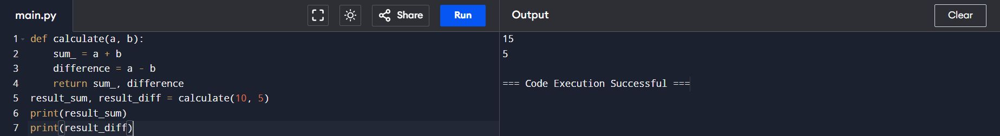 main.py Share Run Output Clear
1 def calculate(a, b):
2     sum_ = a + b
3     difference = a - b
4     return sum_, difference
5 result_sum, result_diff = calculate(10, 5)
6 print(result_sum)
7 print(result_diff)
15
5
=== Code Execution Successful ===